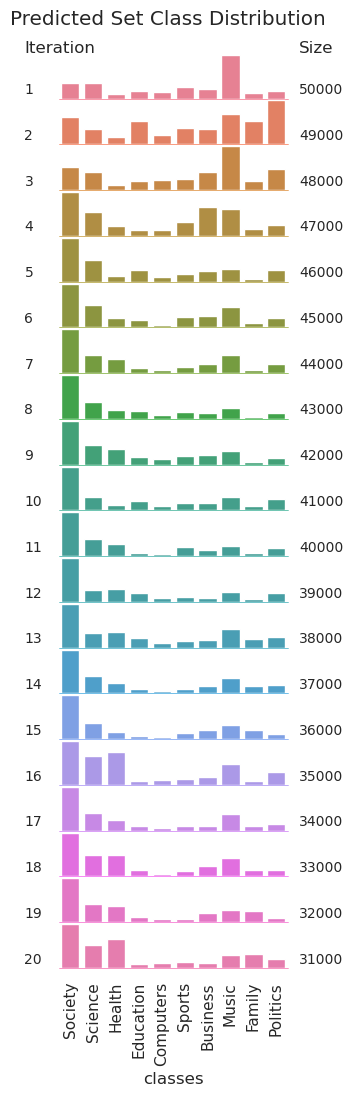 Predicted Set Class Distribution
Iteration Size
1 50000
2 49000
3 48000
4 47000
5 46000
6 45000
7 44000
8 43000
9 42000
10 41000
11 40000
12 39000
13 38000
14 37000
15 36000
16 35000
17 34000
18 33000
19 32000
20 31000
Society
Science
Health
Education
Computers
Sports
Business
Music
Family
Politics
classes